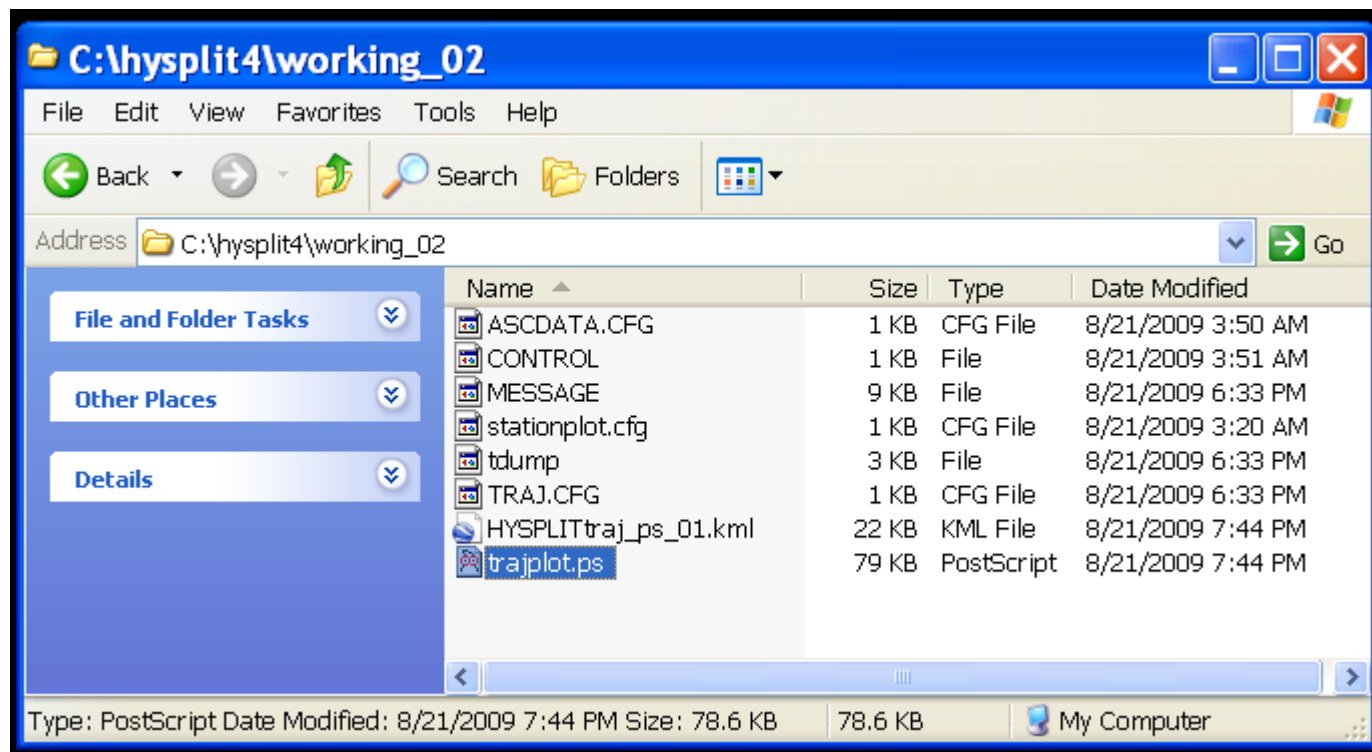 C:\hysplit4\working_02
File Edit View Favorites Tools Help
Back Search Folders
Address C:\hysplit4\working_02 Go
File and Folder Tasks
Other Places
Details
Name Size Type Date Modified
ASCDATA.CFG 1 KB CFG File 8/21/2009 3:50 AM
CONTROL 1 KB File 8/21/2009 3:51 AM
MESSAGE 9 KB File 8/21/2009 6:33 PM
stationplot.cfg 1 KB CFG File 8/21/2009 3:20 AM
tdump 3 KB File 8/21/2009 6:33 PM
TRAJ.CFG 1 KB CFG File 8/21/2009 6:33 PM
HYSPLITtraj_ps_01.kml 22 KB KML File 8/21/2009 7:44 PM
trajplot.ps 79 KB PostScript 8/21/2009 7:44 PM
Type: PostScript Date Modified: 8/21/2009 7:44 PM Size: 78.6 KB 78.6 KB My Computer